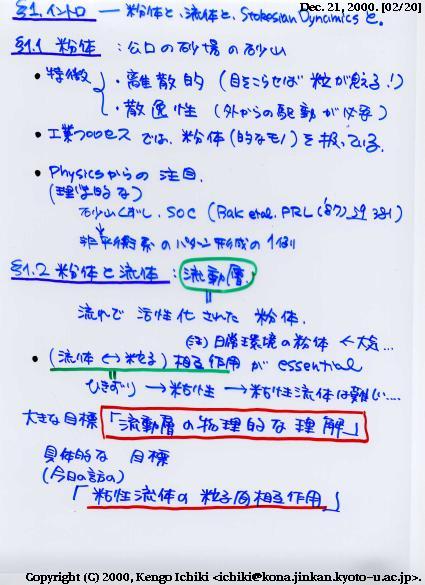 Dec. 21, 2000. [02/20]
§1. イントロ — 粉体と、流体と、Stokesian Dynamics と。
§1.1 粉体 : 公口の砂場の砂山
• 特徴 { • 離散的 (目をこらせば 粒が見える!)
• 散逸性 (外からの駆動が必要)
• 工業プロセス では、粉体(的なモノ)を扱っている。
• Physicsからの注目.
(理学的な)
砂山くずし. SOC (Bak et al. PRL ('87) 59 381)
非平衡系のパターン形成の1例
§1.2 粉体と流体 : 流動層.
流れで 活性化された 粉体.
日常環境の粉体 ← 大気...
• (流体 ↔ 粒子) 相互作用 が essential
ひきずり → 粘性 → 粘性流体は難しい....
大きな目標 「流動層の物理的な理解」
具体的な 目標
(今日の話の)
「粘性流体の 粒子間相互作用.」
Copyright (C) 2000, Kengo Ichiki <ichiki@kona.jinkan.kyoto-u.ac.jp>.